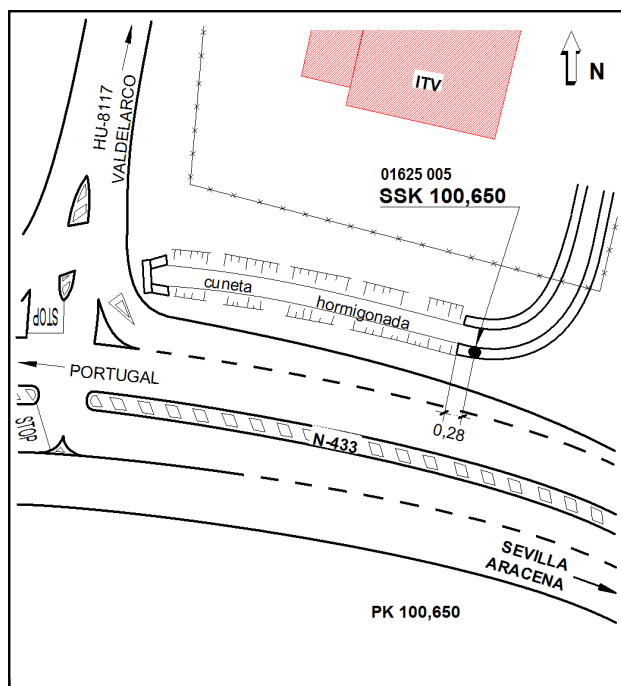 ITV
N
HU-8117
VALDELARCO
01625 005
SSK 100,650
cuneta
hormigonada
STOP
PORTUGAL
0,28
STOP
N-433
SEVILLA
ARACENA
PK 100,650